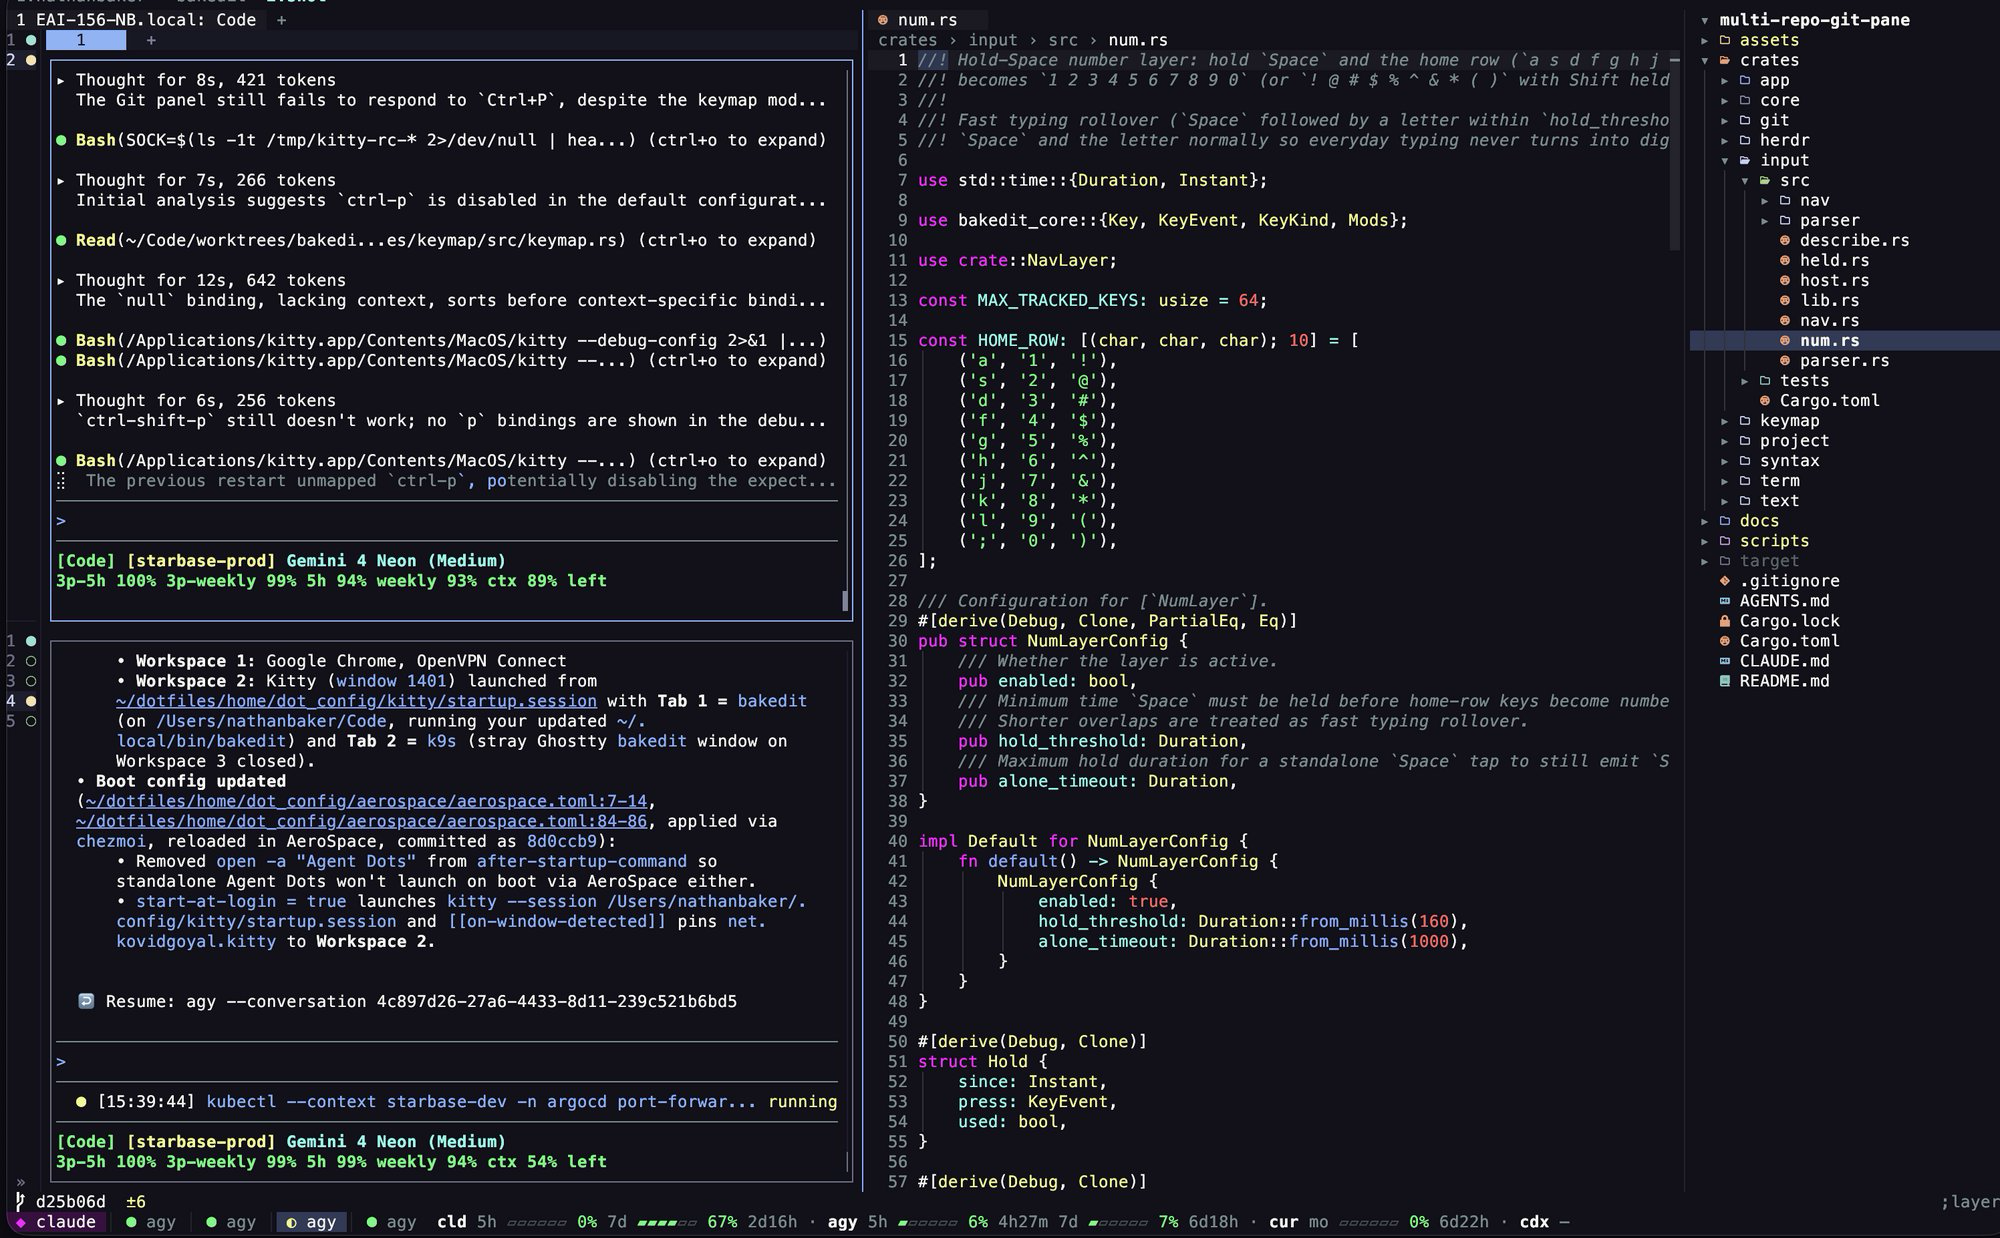 1 EAI-156-NB.local: Code +
1 ● 1 +
2 ●
▸ Thought for 8s, 421 tokens
The Git panel still fails to respond to `Ctrl+P`, despite the keymap mod...
● Bash(SOCK=$(ls -1t /tmp/kitty-rc-* 2>/dev/null | hea...) (ctrl+o to expand)
▸ Thought for 7s, 266 tokens
Initial analysis suggests `ctrl-p` is disabled in the default configurat...
● Read(~/Code/worktrees/bakedi...es/keymap/src/keymap.rs) (ctrl+o to expand)
▸ Thought for 12s, 642 tokens
The `null` binding, lacking context, sorts before context-specific bindi...
● Bash(/Applications/kitty.app/Contents/MacOS/kitty --debug-config 2>&1 |...)
● Bash(/Applications/kitty.app/Contents/MacOS/kitty --...) (ctrl+o to expand)
▸ Thought for 6s, 256 tokens
`ctrl-shift-p` still doesn't work; no `p` bindings are shown in the debu...
● Bash(/Applications/kitty.app/Contents/MacOS/kitty --...) (ctrl+o to expand)
The previous restart unmapped `ctrl-p`, potentially disabling the expect...
>
[Code] [starbase-prod] Gemini 4 Neon (Medium)
3p-5h 100% 3p-weekly 99% 5h 94% weekly 93% ctx 89% left
1 ●
2 ○
3 ○
4 ●
5 ○
• Workspace 1: Google Chrome, OpenVPN Connect
• Workspace 2: Kitty (window 1401) launched from
~/dotfiles/home/dot_config/kitty/startup.session with Tab 1 = bakedit
(on /Users/nathanbaker/Code, running your updated ~/.
local/bin/bakedit) and Tab 2 = k9s (stray Ghostty bakedit window on
Workspace 3 closed).
• Boot config updated
(~/dotfiles/home/dot_config/aerospace/aerospace.toml:7-14,
~/dotfiles/home/dot_config/aerospace/aerospace.toml:84-86, applied via
chezmoi, reloaded in AeroSpace, committed as 8d0ccb9):
• Removed open -a "Agent Dots" from after-startup-command so
standalone Agent Dots won't launch on boot via AeroSpace either.
• start-at-login = true launches kitty --session /Users/nathanbaker/.
config/kitty/startup.session and [[on-window-detected]] pins net.
kovidgoyal.kitty to Workspace 2.
Resume: agy --conversation 4c897d26-27a6-4433-8d11-239c521b6bd5
>
● [15:39:44] kubectl --context starbase-dev -n argocd port-forwar... running
[Code] [starbase-prod] Gemini 4 Neon (Medium)
3p-5h 100% 3p-weekly 99% 5h 99% weekly 94% ctx 54% left
»
num.rs
crates › input › src › num.rs
1 //! Hold-Space number layer: hold `Space` and the home row (`a s d f g h j
2 //! becomes `1 2 3 4 5 6 7 8 9 0` (or `! @ # $ % ^ & * ( )` with Shift held
3 //!
4 //! Fast typing rollover (`Space` followed by a letter within `hold_thresho
5 //! `Space` and the letter normally so everyday typing never turns into dig
6
7 use std::time::{Duration, Instant};
8
9 use bakedit_core::{Key, KeyEvent, KeyKind, Mods};
10
11 use crate::NavLayer;
12
13 const MAX_TRACKED_KEYS: usize = 64;
14
15 const HOME_ROW: [(char, char, char); 10] = [
16 ('a', '1', '!'),
17 ('s', '2', '@'),
18 ('d', '3', '#'),
19 ('f', '4', '$'),
20 ('g', '5', '%'),
21 ('h', '6', '^'),
22 ('j', '7', '&'),
23 ('k', '8', '*'),
24 ('l', '9', '('),
25 (';', '0', ')'),
26 ];
27
28 /// Configuration for [`NumLayer`].
29 #[derive(Debug, Clone, PartialEq, Eq)]
30 pub struct NumLayerConfig {
31 /// Whether the layer is active.
32 pub enabled: bool,
33 /// Minimum time `Space` must be held before home-row keys become numbe
34 /// Shorter overlaps are treated as fast typing rollover.
35 pub hold_threshold: Duration,
36 /// Maximum hold duration for a standalone `Space` tap to still emit `S
37 pub alone_timeout: Duration,
38 }
39
40 impl Default for NumLayerConfig {
41 fn default() -> NumLayerConfig {
42 NumLayerConfig {
43 enabled: true,
44 hold_threshold: Duration::from_millis(160),
45 alone_timeout: Duration::from_millis(1000),
46 }
47 }
48 }
49
50 #[derive(Debug, Clone)]
51 struct Hold {
52 since: Instant,
53 press: KeyEvent,
54 used: bool,
55 }
56
57 #[derive(Debug, Clone)]
▾ multi-repo-git-pane
▸ assets
▾ crates
▸ app
▸ core
▸ git
▸ herdr
▾ input
▾ src
▸ nav
▸ parser
describe.rs
held.rs
host.rs
lib.rs
nav.rs
num.rs
parser.rs
▸ tests
Cargo.toml
▸ keymap
▸ project
▸ syntax
▸ term
▸ text
▸ docs
▸ scripts
▸ target
.gitignore
AGENTS.md
Cargo.lock
Cargo.toml
CLAUDE.md
README.md
d25b06d ±6
;layer
◆ claude ● agy ● agy ◐ agy ● agy cld 5h 0% 7d 67% 2d16h · agy 5h 6% 4h27m 7d 7% 6d18h · cur mo 0% 6d22h · cdx —